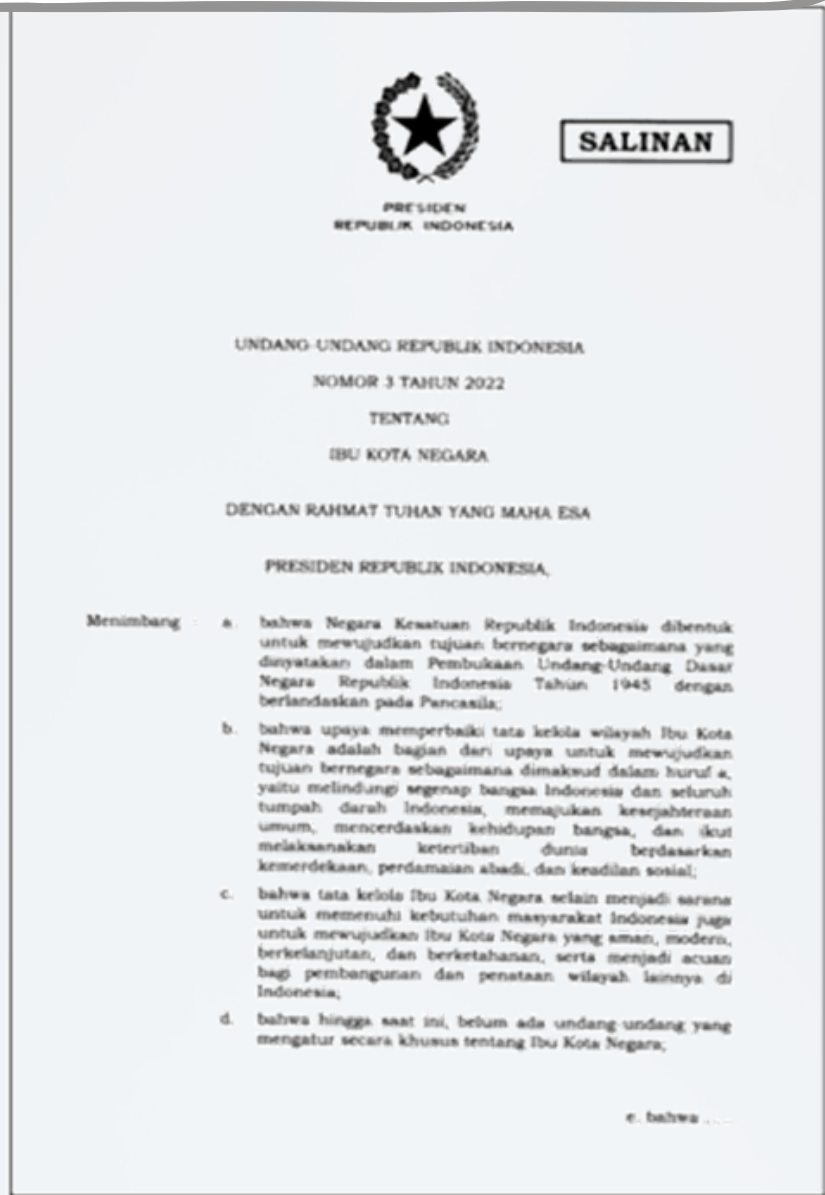 SALINAN
PRESIDEN
REPUBLIK INDONESIA
UNDANG-UNDANG REPUBLIK INDONESIA
NOMOR 3 TAHUN 2022
TENTANG
IBU KOTA NEGARA
DENGAN RAHMAT TUHAN YANG MAHA ESA
PRESIDEN REPUBLIK INDONESIA,
Menimbang : a. bahwa Negara Kesatuan Republik Indonesia dibentuk
untuk mewujudkan tujuan bernegara sebagaimana yang
dinyatakan dalam Pembukaan Undang-Undang Dasar
Negara Republik Indonesia Tahun 1945 dengan
berlandaskan pada Pancasila;
b. bahwa upaya memperbaiki tata kelola wilayah Ibu Kota
Negara adalah bagian dari upaya untuk mewujudkan
tujuan bernegara sebagaimana dimaksud dalam huruf a,
yaitu melindungi segenap bangsa Indonesia dan seluruh
tumpah darah Indonesia, memajukan kesejahteraan
umum, mencerdaskan kehidupan bangsa, dan ikut
melaksanakan ketertiban dunia berdasarkan
kemerdekaan, perdamaian abadi, dan keadilan sosial;
c. bahwa tata kelola Ibu Kota Negara selain menjadi sarana
untuk memenuhi kebutuhan masyarakat Indonesia juga
untuk mewujudkan Ibu Kota Negara yang aman, modern,
berkelanjutan, dan berketahanan, serta menjadi acuan
bagi pembangunan dan penataan wilayah lainnya di
Indonesia;
d. bahwa hingga saat ini, belum ada undang-undang yang
mengatur secara khusus tentang Ibu Kota Negara;
e. bahwa .....